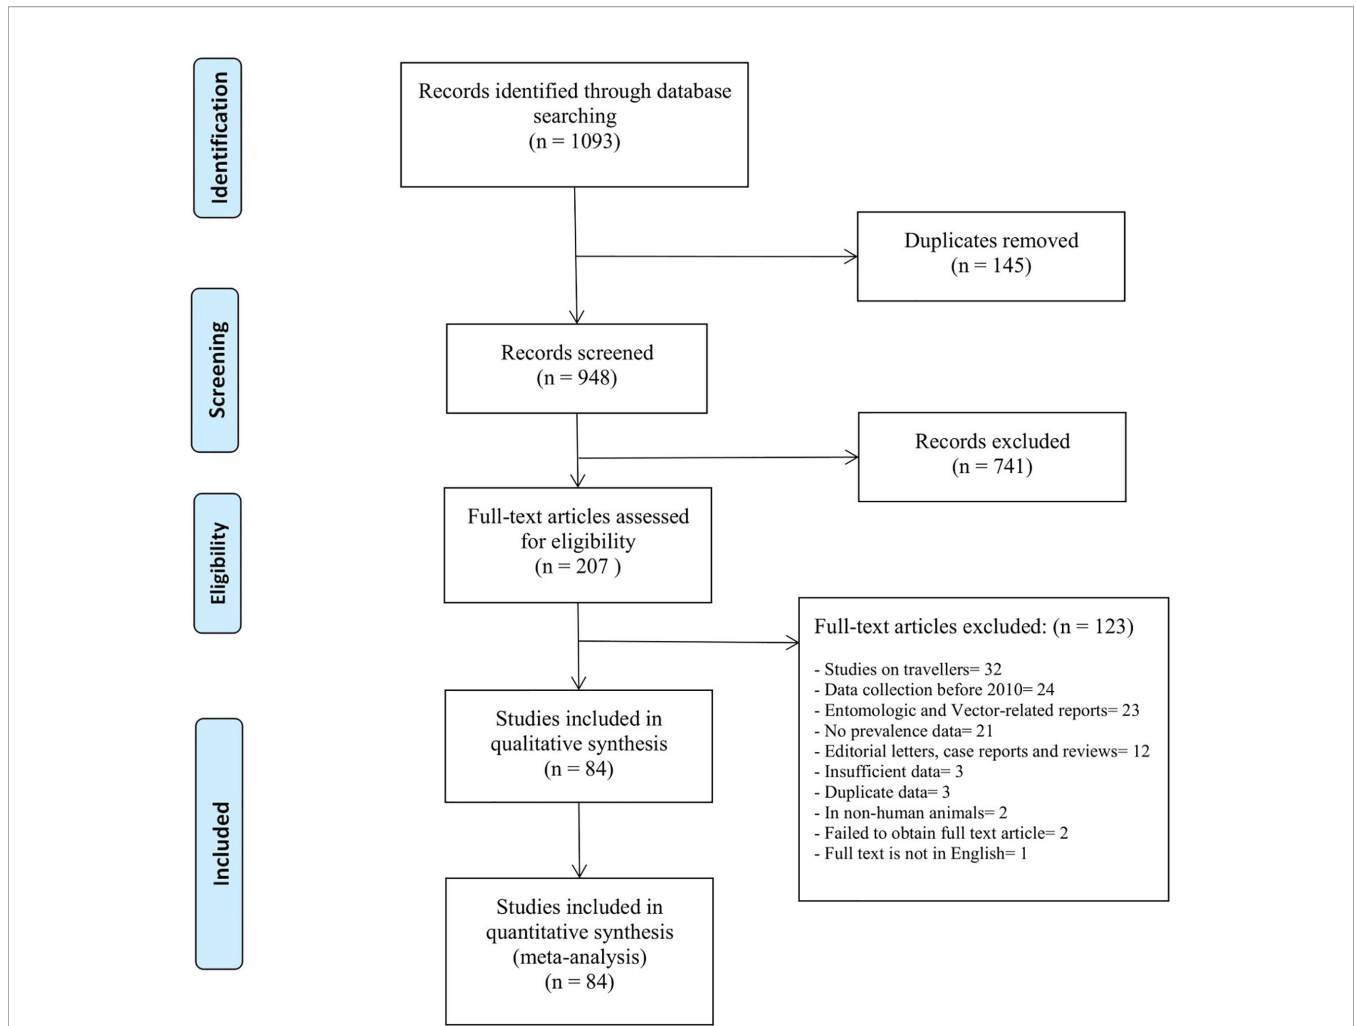 Identification
Records identified through database
searching
(n = 1093)
Duplicates removed
(n = 145)
Screening
Records screened
(n = 948)
Records excluded
(n = 741)
Eligibility
Full-text articles assessed
for eligibility
(n = 207 )
Full-text articles excluded: (n = 123)
- Studies on travellers= 32
- Data collection before 2010= 24
- Entomologic and Vector-related reports= 23
- No prevalence data= 21
- Editorial letters, case reports and reviews= 12
- Insufficient data= 3
- Duplicate data= 3
- In non-human animals= 2
- Failed to obtain full text article= 2
- Full text is not in English= 1
Included
Studies included in
qualitative synthesis
(n = 84)
Studies included in
quantitative synthesis
(meta-analysis)
(n = 84)